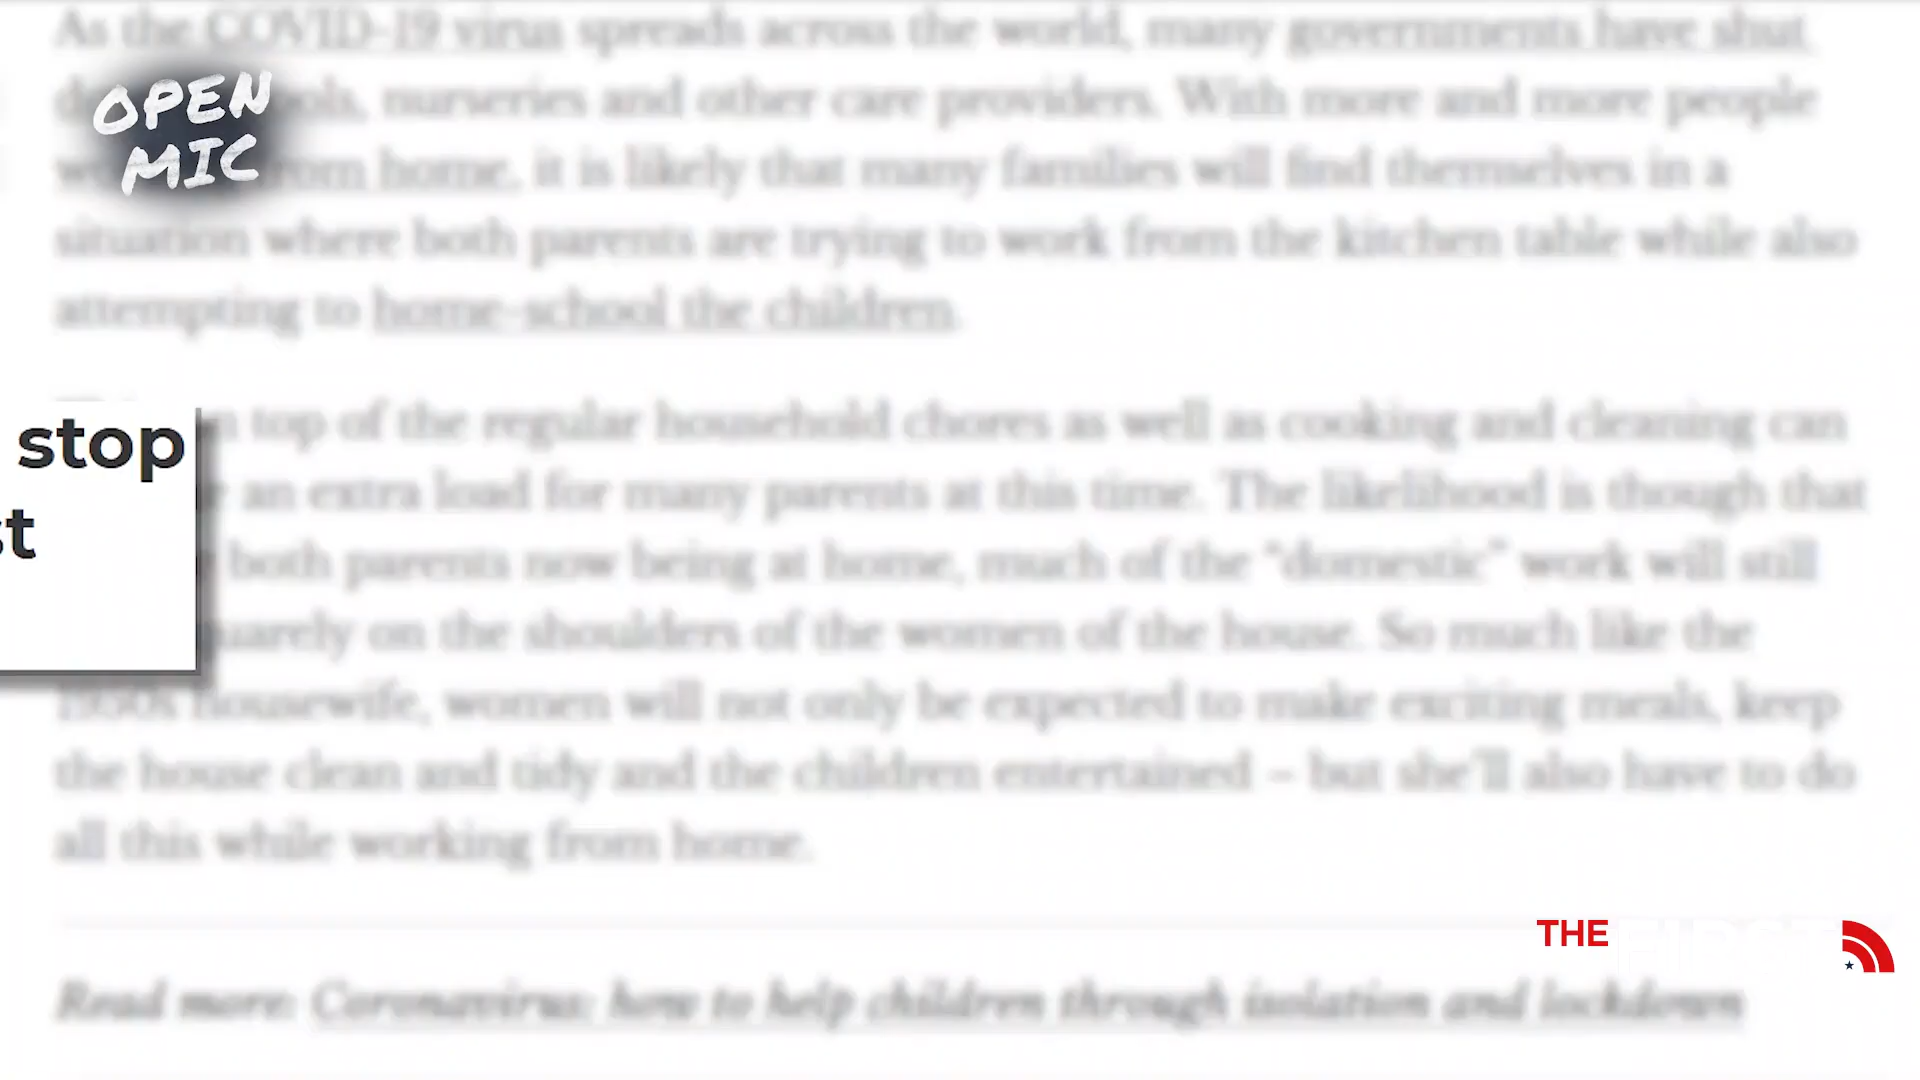 As the COVID-19 virus spreads across the world, many governments have shut
OPEN
MIC
nurseries and other care providers. With more and more people
from home, it is likely that many families will find themselves in a
situation where both parents are trying to work from the kitchen table while also
attempting to home-school the children.
stop
st
top of the regular household chores as well as cooking and cleaning can
an extra load for many parents at this time. The likelihood is though that
both parents now being at home, much of the “domestic” work will still
on the shoulders of the women of the house. So much like the
1950s housewife, women will not only be expected to make exciting meals, keep
the house clean and tidy and the children entertained – but she’ll also have to do
all this while working from home.
THE
Read more: Coronavirus: how to help children through isolation and lockdown